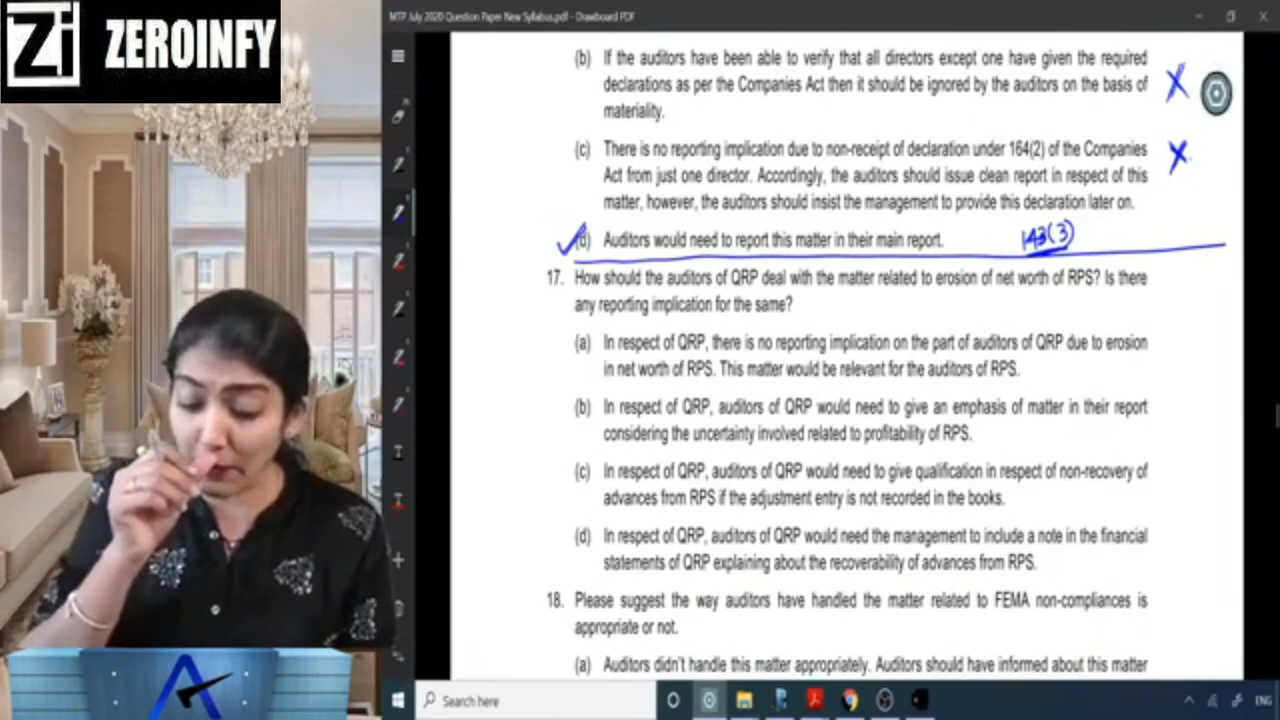 Zi ZEROINFY
MTP July 2020 Question Paper New Syllabus.pdf - Drawboard PDF
(b) If the auditors have been able to verify that all directors except one have given the required
declarations as per the Companies Act then it should be ignored by the auditors on the basis of
materiality.
(c) There is no reporting implication due to non-receipt of declaration under 164(2) of the Companies
Act from just one director. Accordingly, the auditors should issue clean report in respect of this
matter, however, the auditors should insist the management to provide this declaration later on.
(d) Auditors would need to report this matter in their main report. 143(3)
17. How should the auditors of QRP deal with the matter related to erosion of net worth of RPS? Is there
any reporting implication for the same?
(a) In respect of QRP, there is no reporting implication on the part of auditors of QRP due to erosion
in net worth of RPS. This matter would be relevant for the auditors of RPS.
(b) In respect of QRP, auditors of QRP would need to give an emphasis of matter in their report
considering the uncertainty involved related to profitability of RPS.
(c) In respect of QRP, auditors of QRP would need to give qualification in respect of non-recovery of
advances from RPS if the adjustment entry is not recorded in the books.
(d) In respect of QRP, auditors of QRP would need the management to include a note in the financial
statements of QRP explaining about the recoverability of advances from RPS.
18. Please suggest the way auditors have handled the matter related to FEMA non-compliances is
appropriate or not.
(a) Auditors didn't handle this matter appropriately. Auditors should have informed about this matter
Search here
ENG